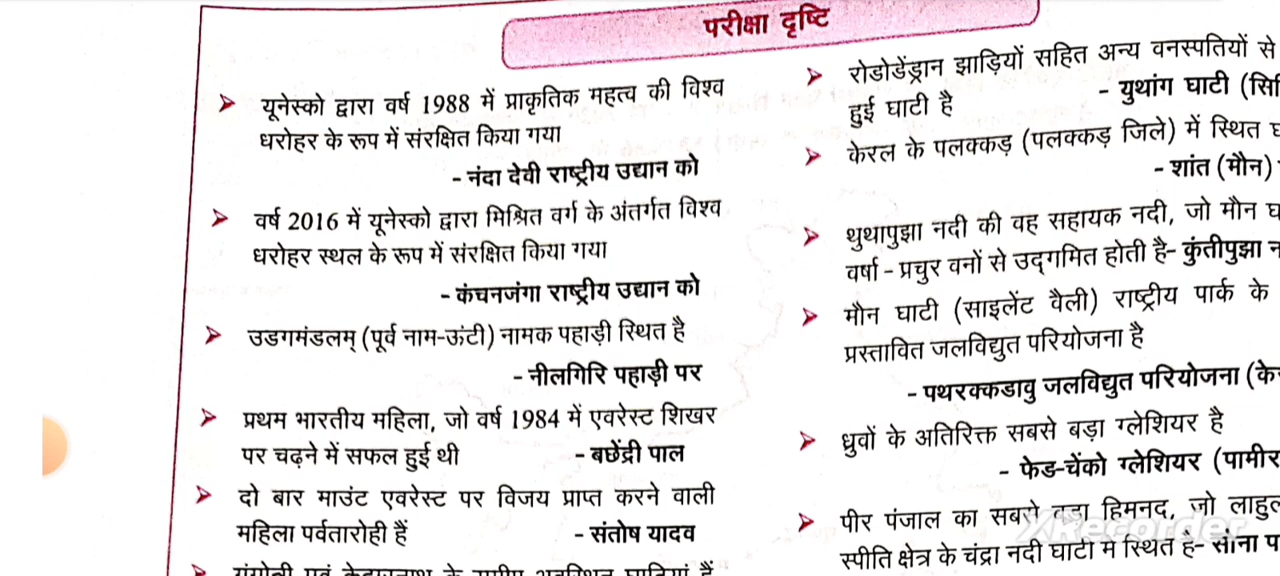 परीक्षा दृष्टि
यूनेस्को द्वारा वर्ष 1988 में प्राकृतिक महत्व की विश्व
धरोहर के रूप में संरक्षित किया गया
- नंदा देवी राष्ट्रीय उद्यान को
वर्ष 2016 में यूनेस्को द्वारा मिश्रित वर्ग के अंतर्गत विश्व
धरोहर स्थल के रूप में संरक्षित किया गया
- कंचनजंगा राष्ट्रीय उद्यान को
उडगमंडलम् (पूर्व नाम-ऊंटी) नामक पहाड़ी स्थित है
- नीलगिरि पहाड़ी पर
प्रथम भारतीय महिला, जो वर्ष 1984 में एवरेस्ट शिखर
पर चढ़ने में सफल हुई थी - बछेंद्री पाल
दो बार माउंट एवरेस्ट पर विजय प्राप्त करने वाली
महिला पर्वतारोही हैं - संतोष यादव
रोडोडेंड्रान झाड़ियों सहित अन्य वनस्पतियों से
हुई घाटी है - युथांग घाटी
केरल के पलक्कड़ (पलक्कड़ जिले) में स्थित
- शांत (मौन)
थुथापुझा नदी की वह सहायक नदी, जो मौन
वर्षा - प्रचुर वनों से उद्गमित होती है- कुंतीपुझा
मौन घाटी (साइलेंट वैली) राष्ट्रीय पार्क के
प्रस्तावित जलविद्युत परियोजना है
- पथरक्कडावु जलविद्युत परियोजना
ध्रुवों के अतिरिक्त सबसे बड़ा ग्लेशियर है
- फेड-चेंको ग्लेशियर (पामीर
पीर पंजाल का सबसे बड़ा हिमनद, जो
स्पीति क्षेत्र के चंद्रा नदी घाटी में स्थित है- सोना
XRecorder